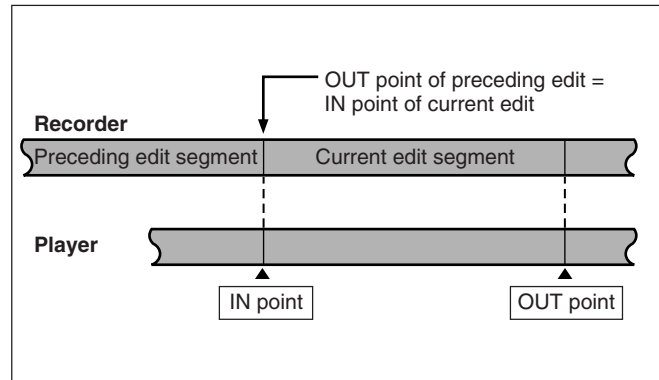 OUT point of preceding edit =
IN point of current edit
Recorder
Preceding edit segment
Current edit segment
Player
IN point
OUT point